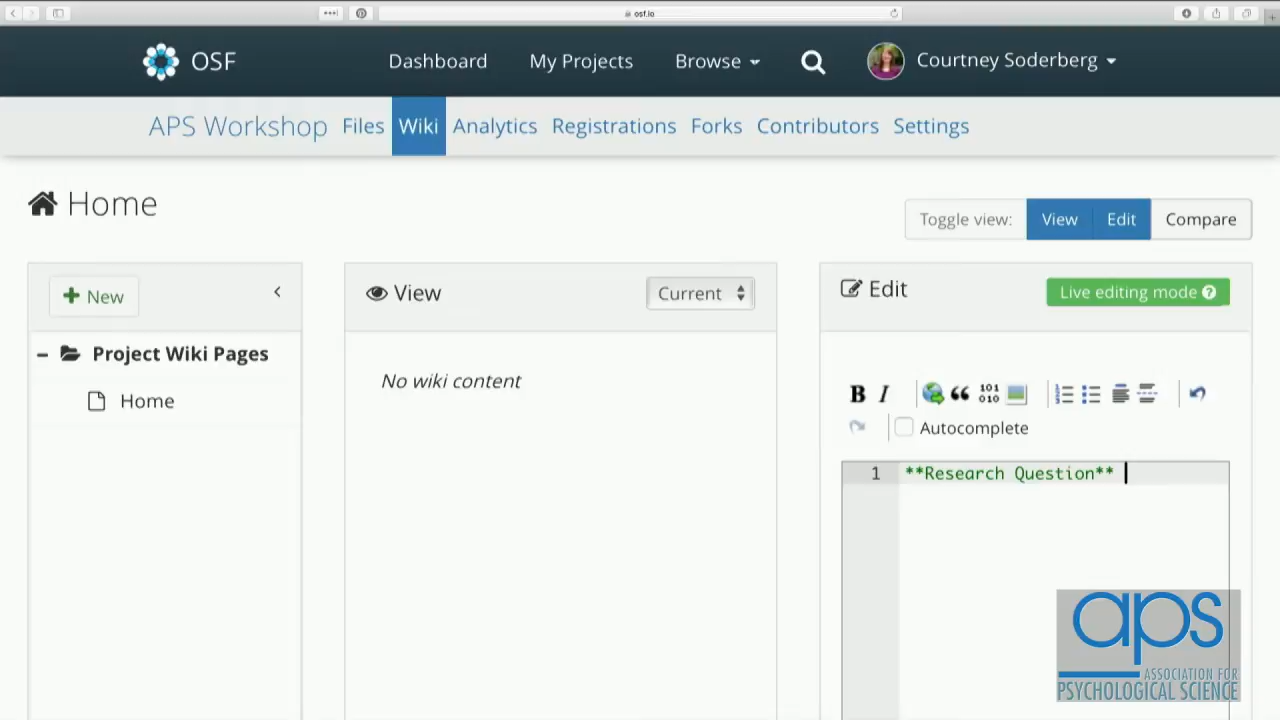 osf.io
OSF Dashboard My Projects Browse Courtney Soderberg
APS Workshop Files Wiki Analytics Registrations Forks Contributors Settings
Home
Toggle view: View Edit Compare
New
View Current
Edit Live editing mode
Project Wiki Pages
Home
No wiki content
B I
101
010
Autocomplete
1 **Research Question**
aps
ASSOCIATION FOR
PSYCHOLOGICAL SCIENCE